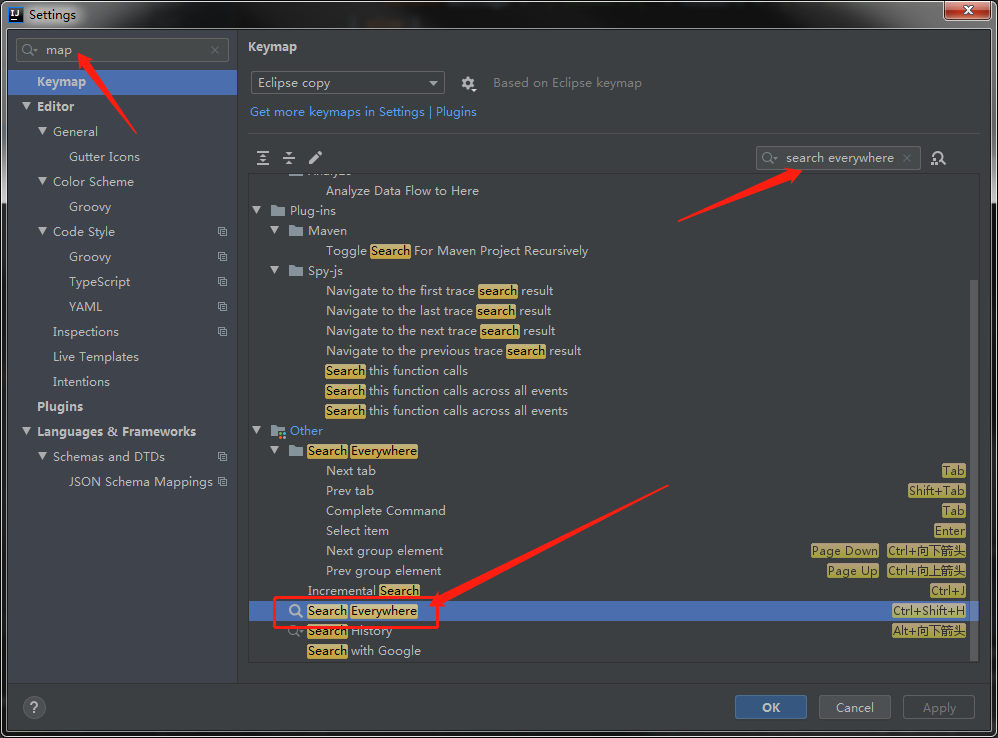 IJ Settings
map
Keymap
Editor
General
Gutter Icons
Color Scheme
Groovy
Code Style
Groovy
TypeScript
YAML
Inspections
Live Templates
Intentions
Plugins
Languages & Frameworks
Schemas and DTDs
JSON Schema Mappings
Keymap
Eclipse copy Based on Eclipse keymap
Get more keymaps in Settings | Plugins
search everywhere
Analyze
Analyze Data Flow to Here
Plug-ins
Maven
Toggle Search For Maven Project Recursively
Spy-js
Navigate to the first trace search result
Navigate to the last trace search result
Navigate to the next trace search result
Navigate to the previous trace search result
Search this function calls
Search this function calls across all events
Search this function calls across all events
Other
Search Everywhere
Next tab Tab
Prev tab Shift+Tab
Complete Command Tab
Select item Enter
Next group element Page Down Ctrl+向下箭头
Prev group element Page Up Ctrl+向上箭头
Incremental Search Ctrl+J
Search Everywhere Ctrl+Shift+H
Search History Alt+向下箭头
Search with Google
?
OK Cancel Apply